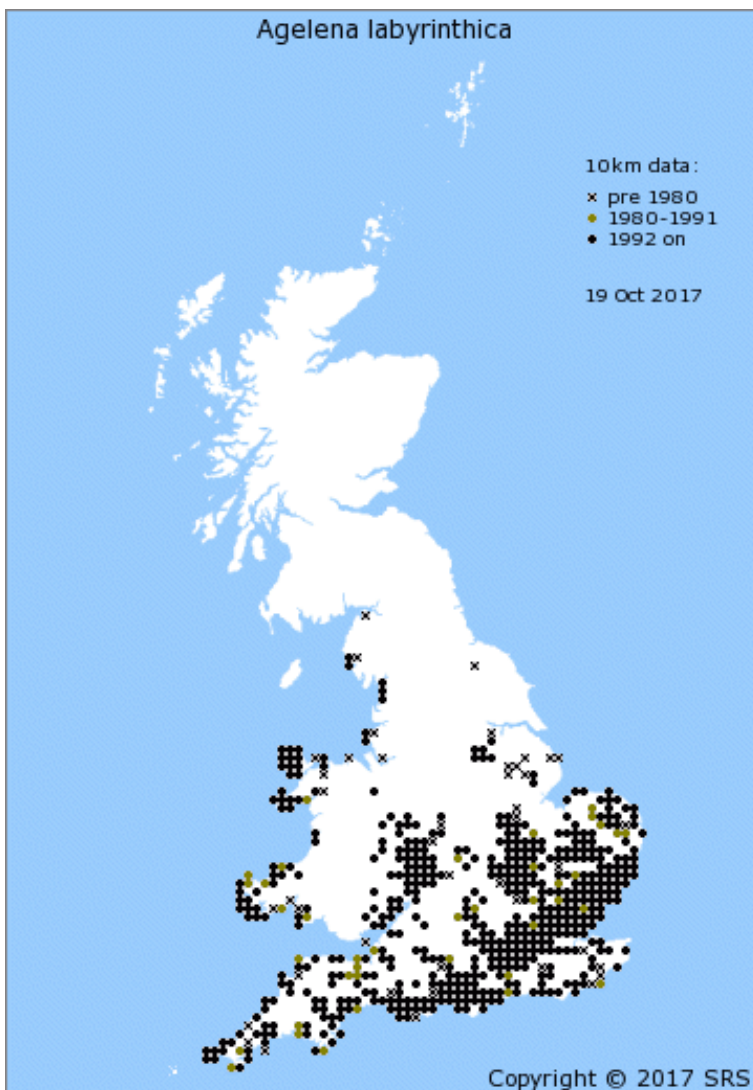 Agelena labyrinthica
10km data:
× pre 1980
● 1980-1991
● 1992 on
19 Oct 2017
Copyright © 2017 SRS